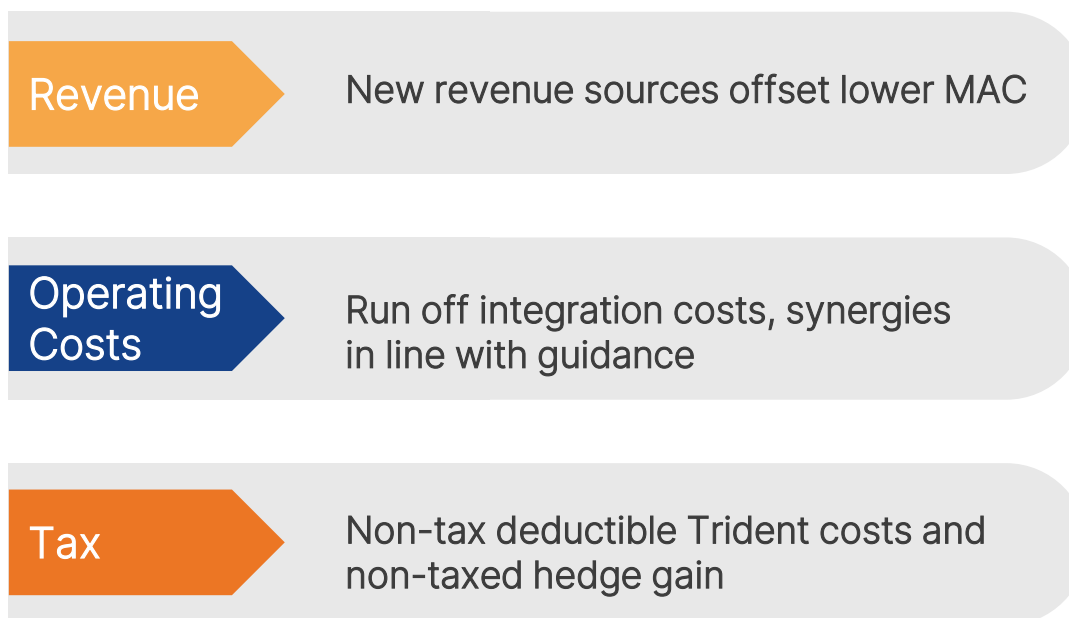 Revenue
New revenue sources offset lower MAC
Operating
Costs
Run off integration costs, synergies
in line with guidance
Tax
Non-tax deductible Trident costs and
non-taxed hedge gain